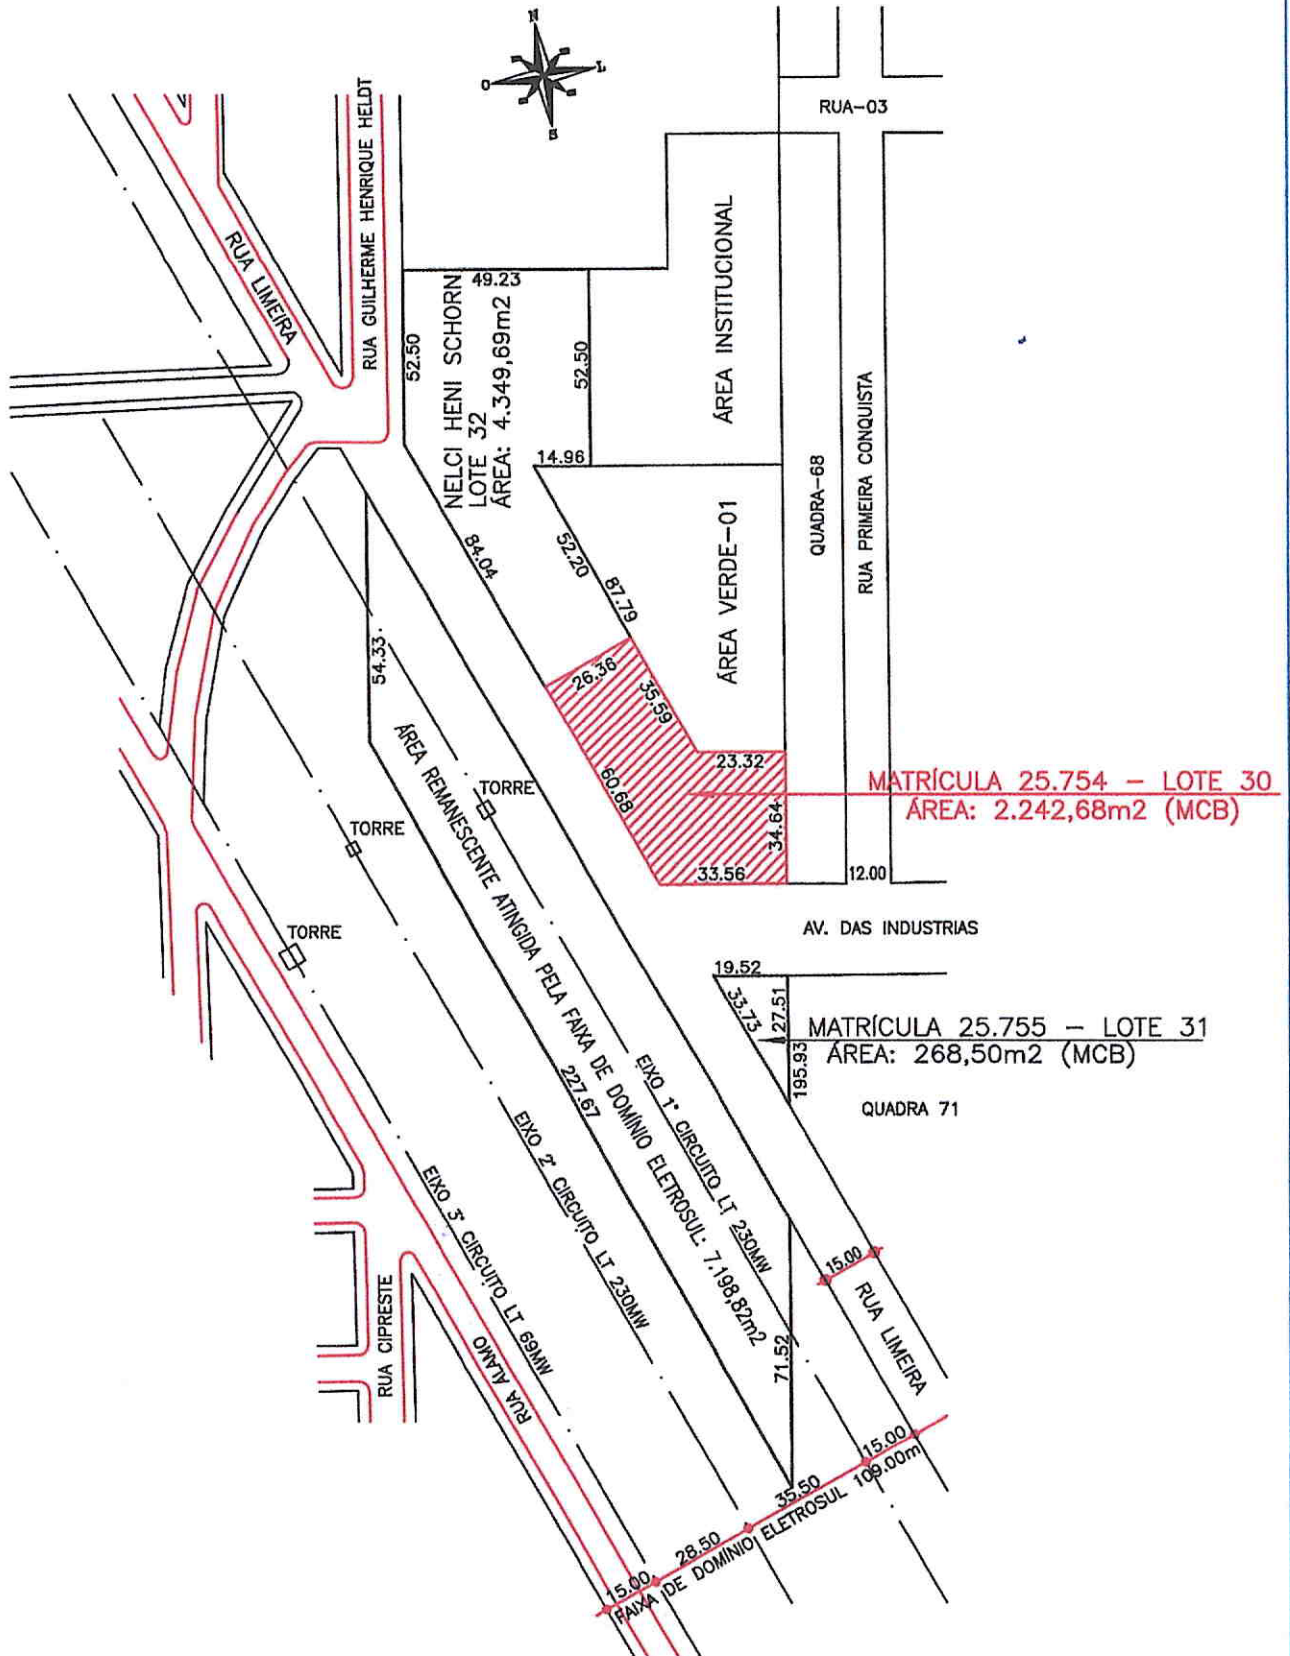 N
L
O
S
RUA-03
RUA GUILHERME HENRIQUE HELDT
RUA LIMEIRA
49.23
52.50
52.50
NELCI HENI SCHORN
LOTE 32
ÁREA: 4.349,69m2
14.96
ÁREA INSTITUCIONAL
QUADRA-68
RUA PRIMEIRA CONQUISTA
ÁREA VERDE-01
84.04
52.20
87.79
54.33
26.36
35.59
60.68
23.32
34.64
33.56
12.00
MATRÍCULA 25.754 - LOTE 30
ÁREA: 2.242,68m2 (MCB)
TORRE
TORRE
TORRE
ÁREA REMANESCENTE ATINGIDA PELA FAIXA DE DOMÍNIO ELETROSUL: 7.198,82m2
AV. DAS INDUSTRIAS
19.52
33.73
27.51
195.93
MATRÍCULA 25.755 - LOTE 31
ÁREA: 268,50m2 (MCB)
QUADRA 71
227.67
EIXO 1° CIRCUITO LT 230MW
EIXO 2° CIRCUITO LT 230MW
EIXO 3° CIRCUITO LT 69MW
RUA CIPRESTE
RUA ÁLAMO
71.52
15.00
RUA LIMEIRA
15.00
35.50
28.50
15.00
FAIXA DE DOMÍNIO ELETROSUL 109.00m